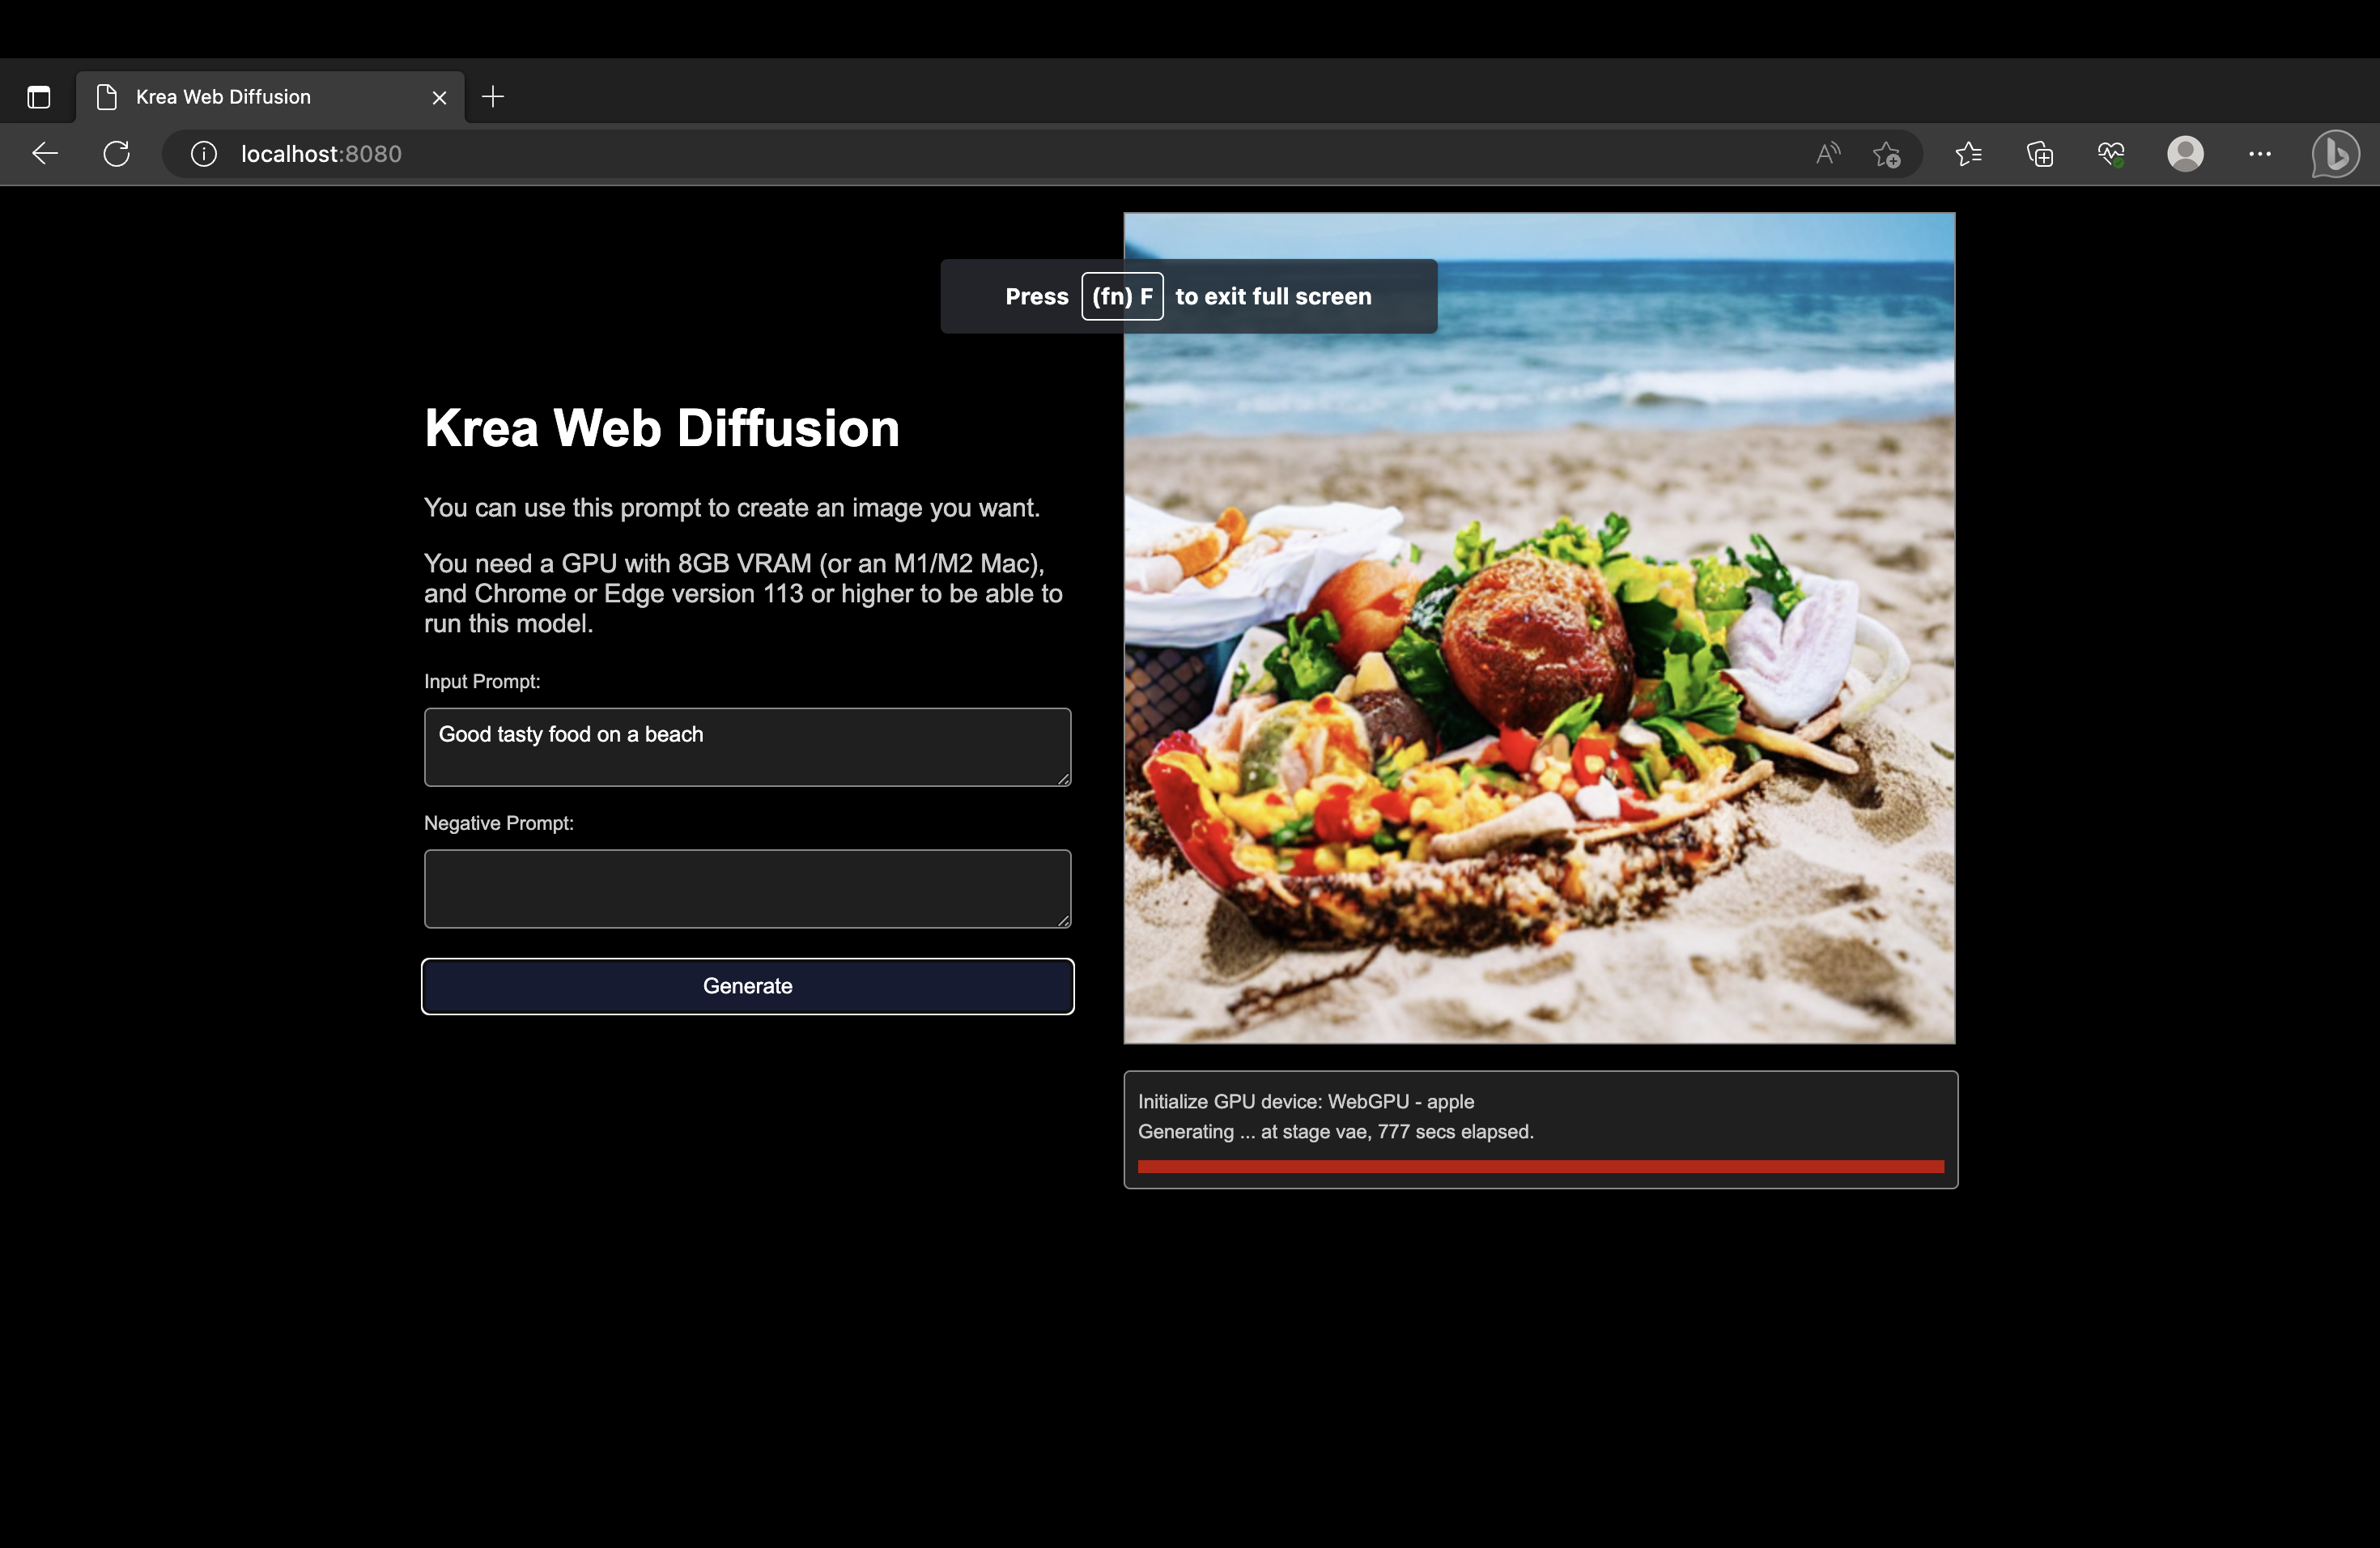 Krea Web Diffusion
localhost:8080
Press (fn) F to exit full screen
Krea Web Diffusion
You can use this prompt to create an image you want.
You need a GPU with 8GB VRAM (or an M1/M2 Mac),
and Chrome or Edge version 113 or higher to be able to
run this model.
Input Prompt:
Good tasty food on a beach
Negative Prompt:
Generate
Initialize GPU device: WebGPU - apple
Generating ... at stage vae, 777 secs elapsed.